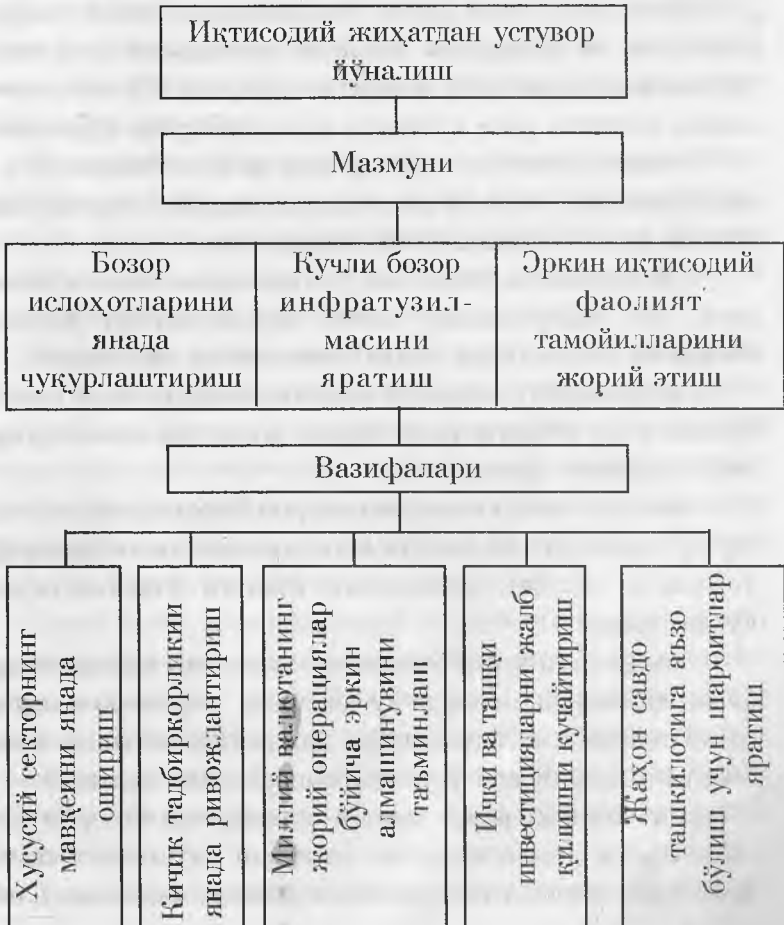 Иқтисодий жиҳатдан устувор
йўналиш
Мазмуни
Бозор
ислоҳотларини
янада
чуқурлаштириш
Кучли бозор
инфратузил-
масини
яратиш
Эркин иқтисодий
фаолият
тамойилларини
жорий этиш
Вазифалари
Хусусий секторнинг
мавқеини янада
ошириш
Кичик тадбиркорликни
янада ривожлантириш
Миллий валютанинг
жорий операциялар
бўйича эркин
алмашинувини
таъминлаш
Ички ва ташқи
инвестицияларни жалб
қилишни кучайтириш
Жаҳон савдо
ташкилотига аъзо
бўлиш учун шароитлар
яратиш